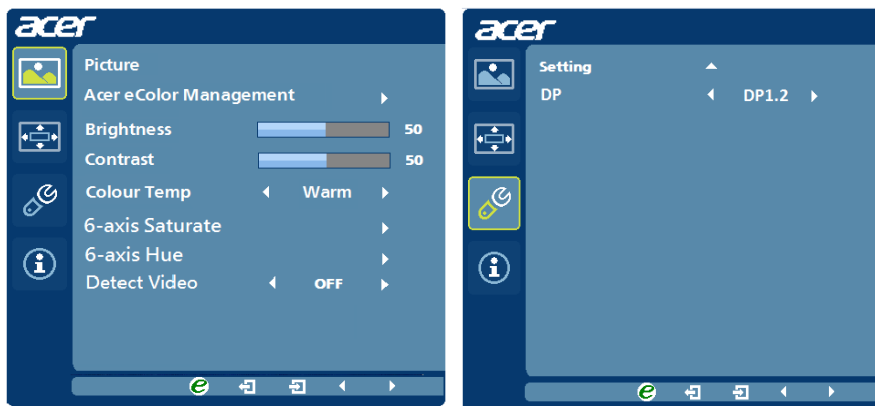 acer
Picture
Acer eColor Management
Brightness 50
Contrast 50
Colour Temp Warm
6-axis Saturate
6-axis Hue
Detect Video OFF
e
acer
Setting
DP DP1.2
e